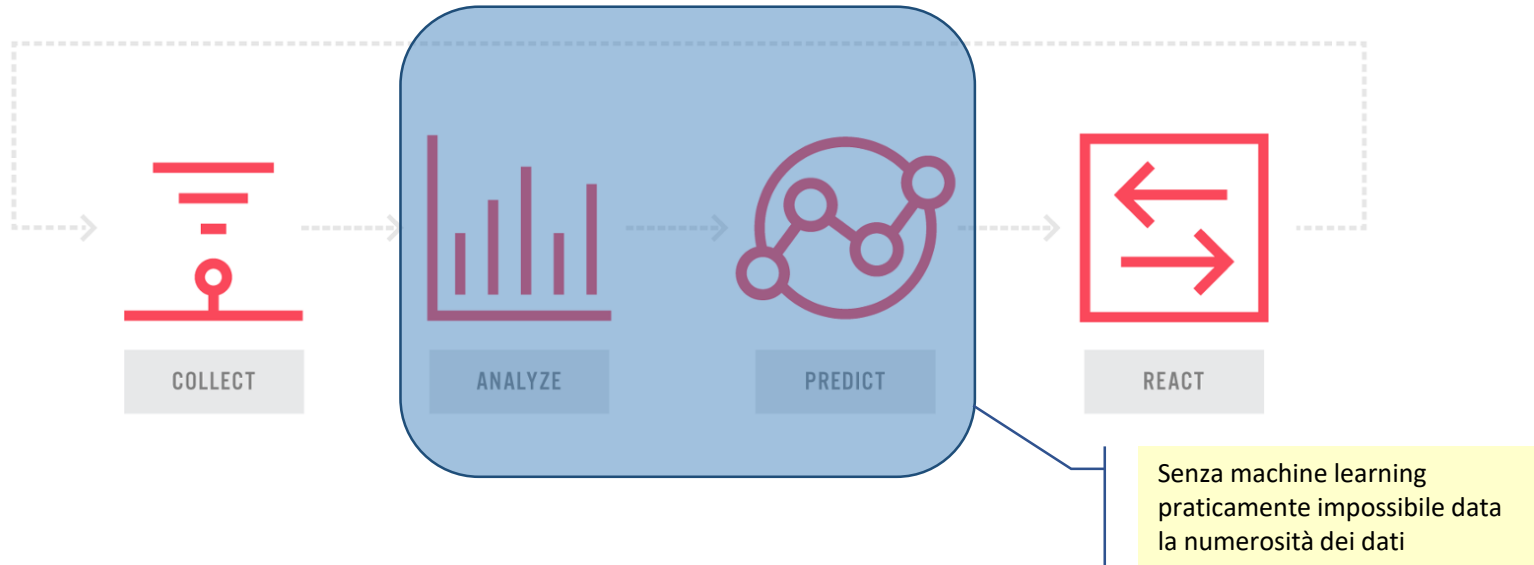 COLLECT
ANALYZE
PREDICT
REACT
Senza machine learning
praticamente impossibile data
la numerosità dei dati